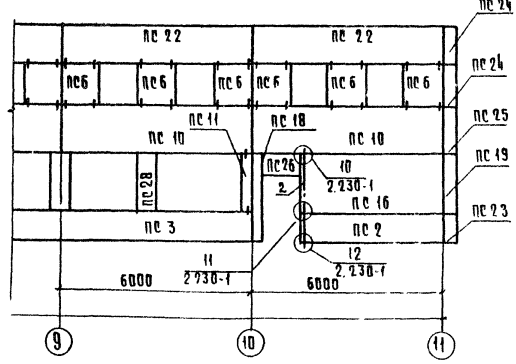 ПС 24
ПС 22
ПС 22
ПС 6
ПС 6
ПС 6
ПС 6
ПС 6
ПС 6
ПС 24
ПС 11
ПС 18
ПС 25
ПС 10
ПС 10
ПС 26
10
2.230-1
ПС 19
ПС 28
2
ПС 16
ПС 23
ПС 3
ПС 2
11
2.230-1
12
2.230-1
6000
6000
9
10
11